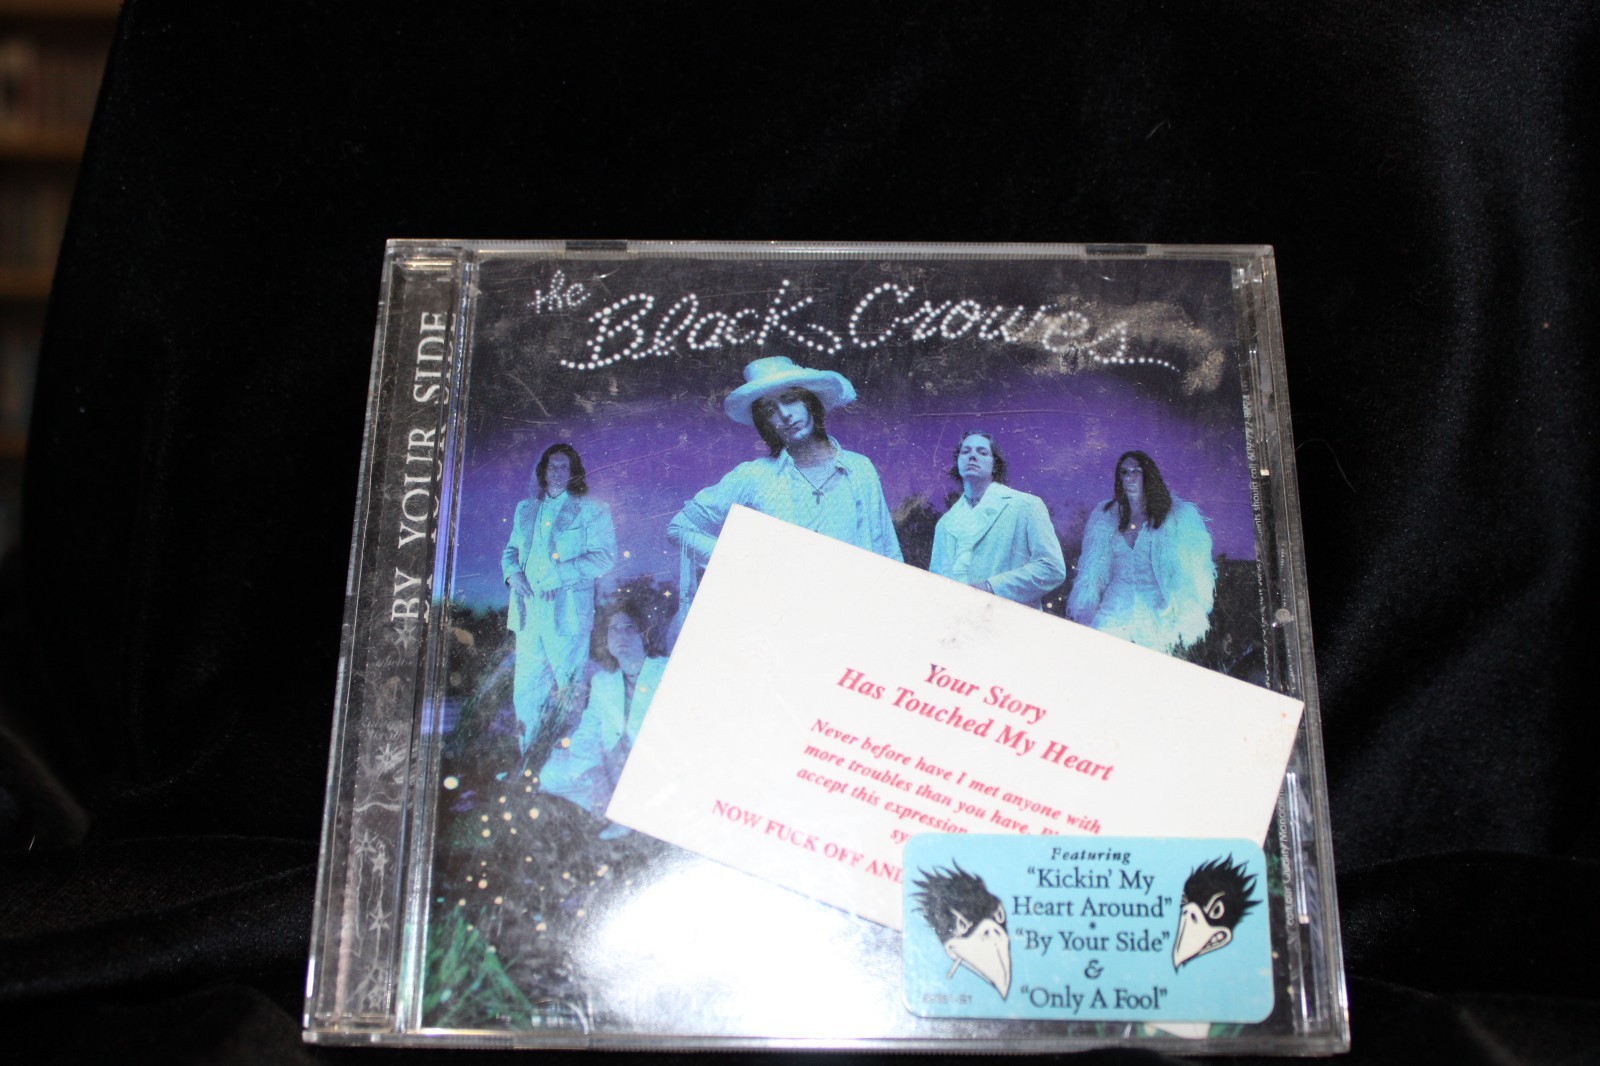 the
Black Crowes
BY YOUR SIDE
Your Story
Has Touched My Heart
Never before have I met anyone with
more troubles than you have.
accept this expression
NOW FUCK OFF AND
Featuring
"Kickin' My
Heart Around"
*
"By Your Side"
&
"Only A Fool"